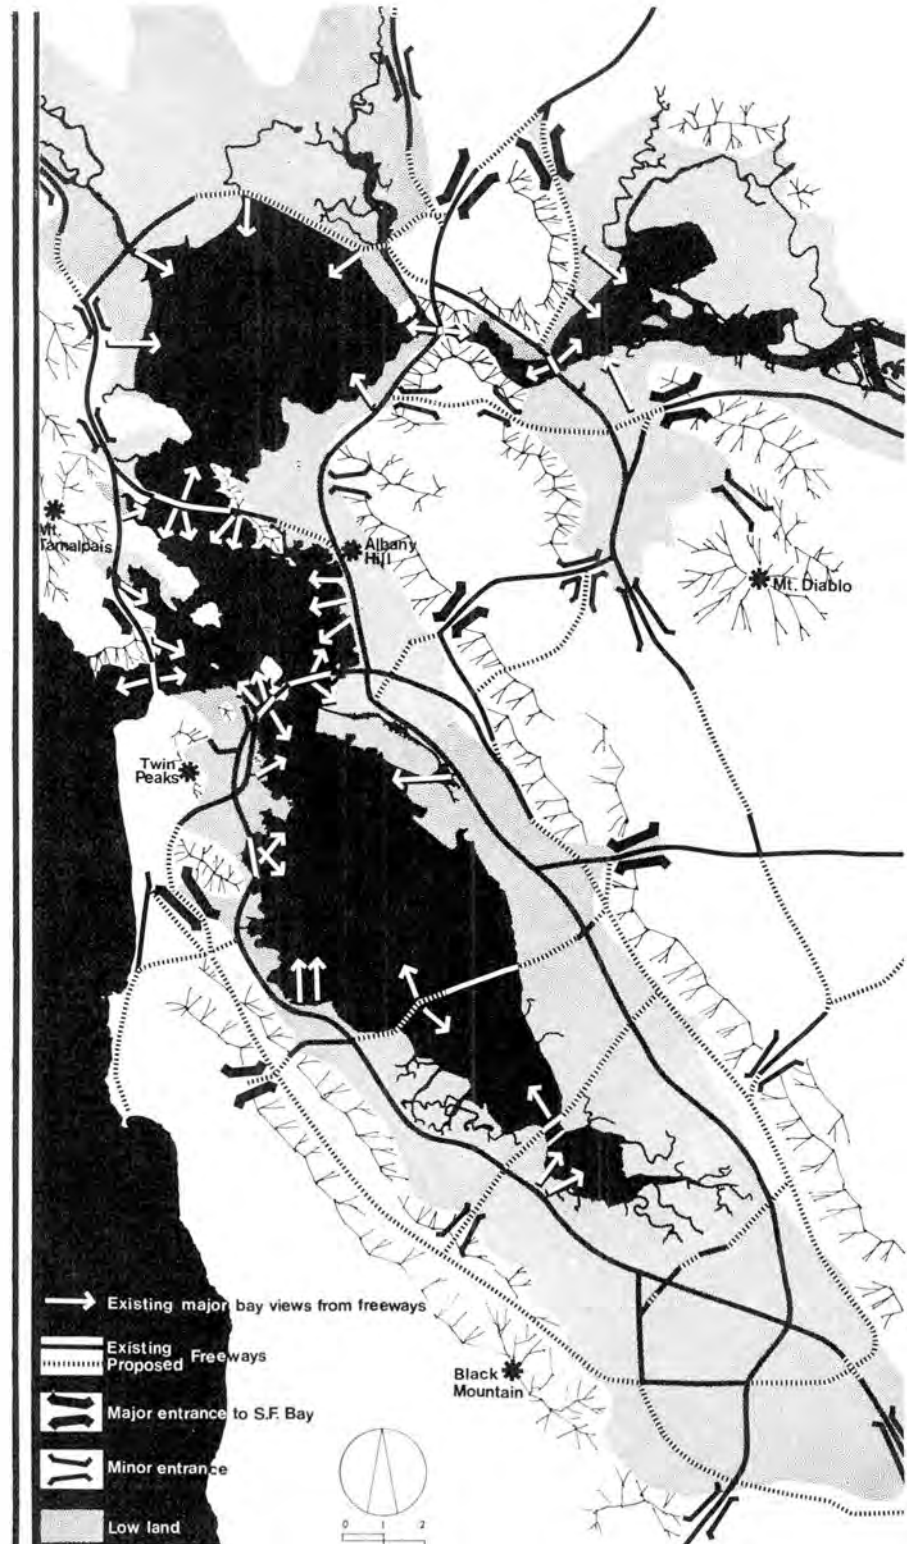 Mt.
Tamalpais
Albany
Hill
Mt. Diablo
Twin
Peaks
Existing major bay views from freeways
Existing
Proposed Freeways
Major entrance to S.F. Bay
Minor entrance
Low land
Black
Mountain
0 1 2